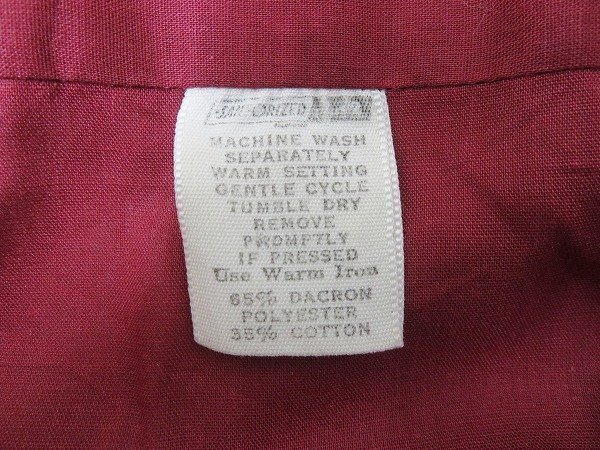 SANFORIZED
MACHINE WASH
SEPARATELY
WARM SETTING
GENTLE CYCLE
TUMBLE DRY
REMOVE
PROMPTLY
IF PRESSED
Use Warm Iron
65% DACRON
POLYESTER
35% COTTON